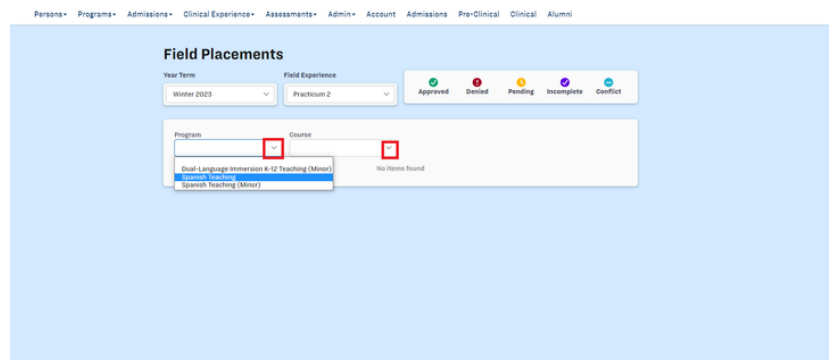 Persons Programs Admissions Clinical Experience Assessments Admin Account Admissions Pre-Clinical Clinical Alumni
Field Placements
Year Term Field Experience
Winter 2023 Practicum 2
Approved Denied Pending Incomplete Conflict
Program Course
Dual-Language Immersion K-12 Teaching (Minor) No items found
Spanish Teaching
Spanish Teaching (Minor)